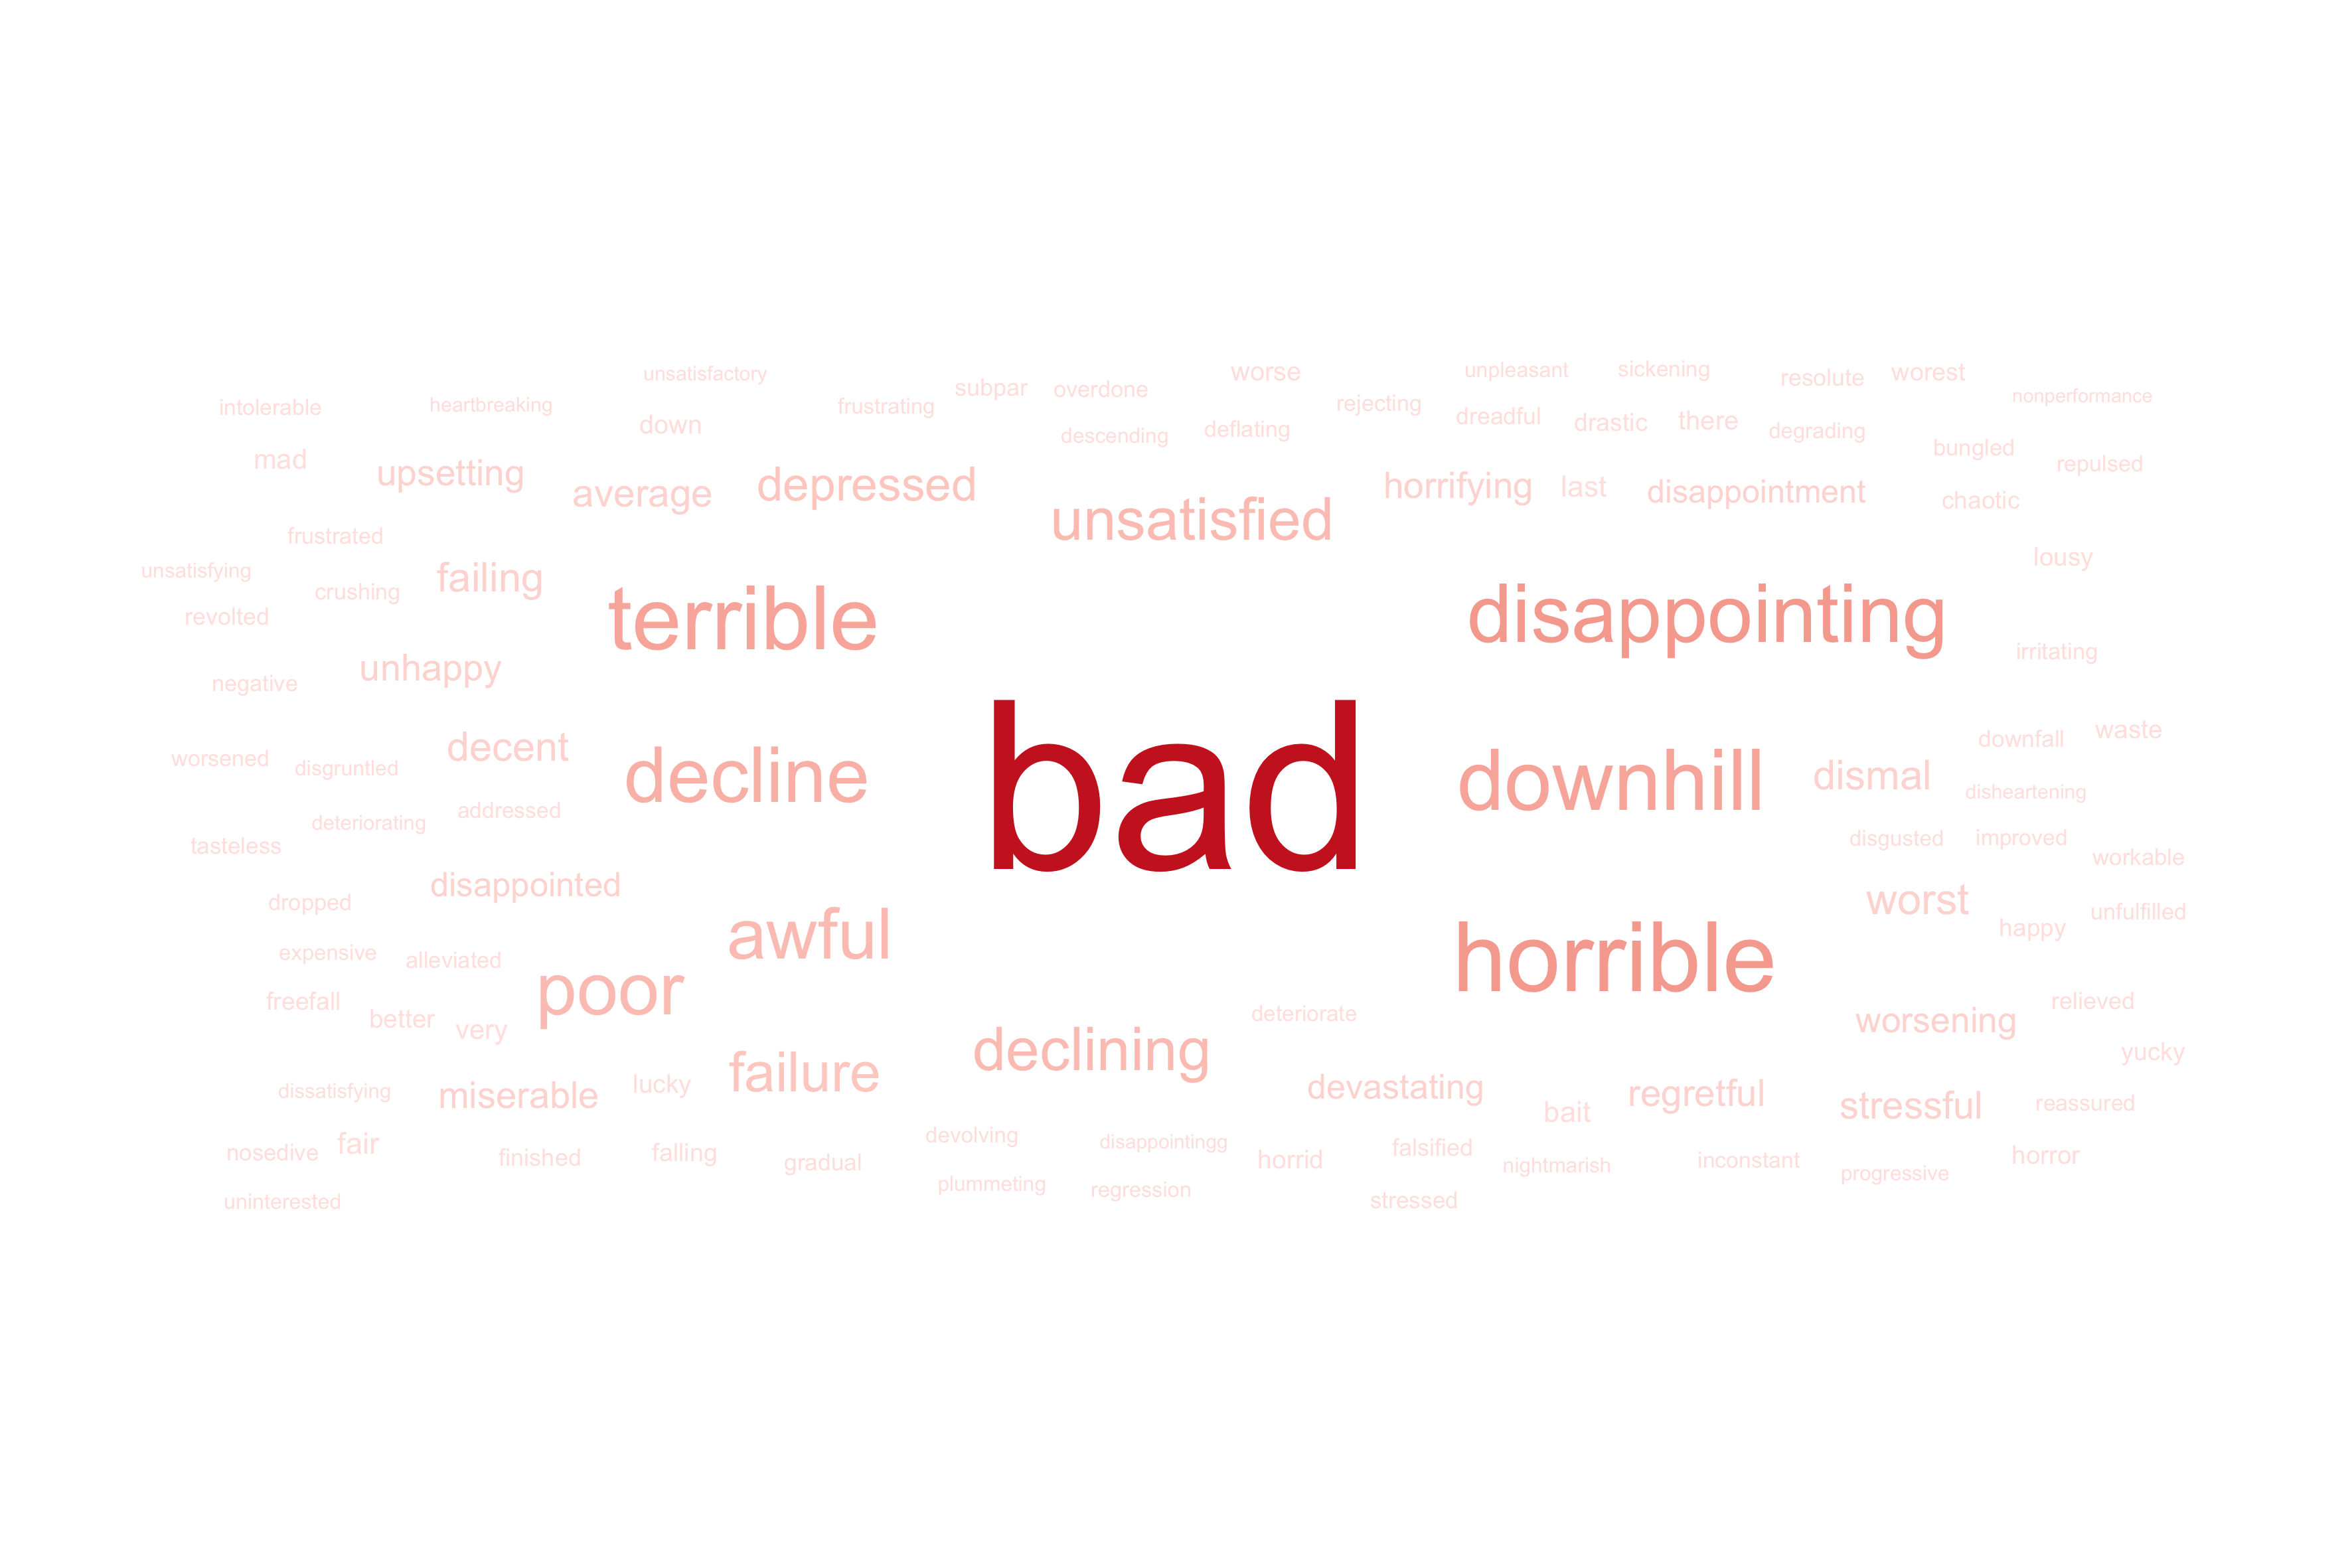 unsatisfactory
worse
unpleasant
sickening
resolute
worest
intolerable
heartbreaking
subpar
overdone
nonperformance
down
frustrating
rejecting
descending
deflating
dreadful
drastic
there
degrading
bungled
mad
upsetting
average
depressed
unsatisfied
horrifying
last
disappointment
chaotic
repulsed
frustrated
unsatisfying
crushing
failing
revolted
terrible
disappointing
lousy
irritating
negative
unhappy
worsened
disgruntled
decent
decline
bad
downhill
dismal
downfall
waste
disheartening
deteriorating
addressed
tasteless
disgusted
improved
workable
dropped
disappointed
awful
horrible
worst
happy
unfulfilled
expensive
alleviated
poor
freefall
better
very
deteriorate
declining
worsening
relieved
yucky
dissatisfying
miserable
lucky
failure
devastating
bait
regretful
stressful
reassured
nosedive
fair
finished
falling
gradual
devolving
disappointingg
horrid
falsified
nightmarish
inconstant
progressive
horror
uninterested
plummeting
regression
stressed